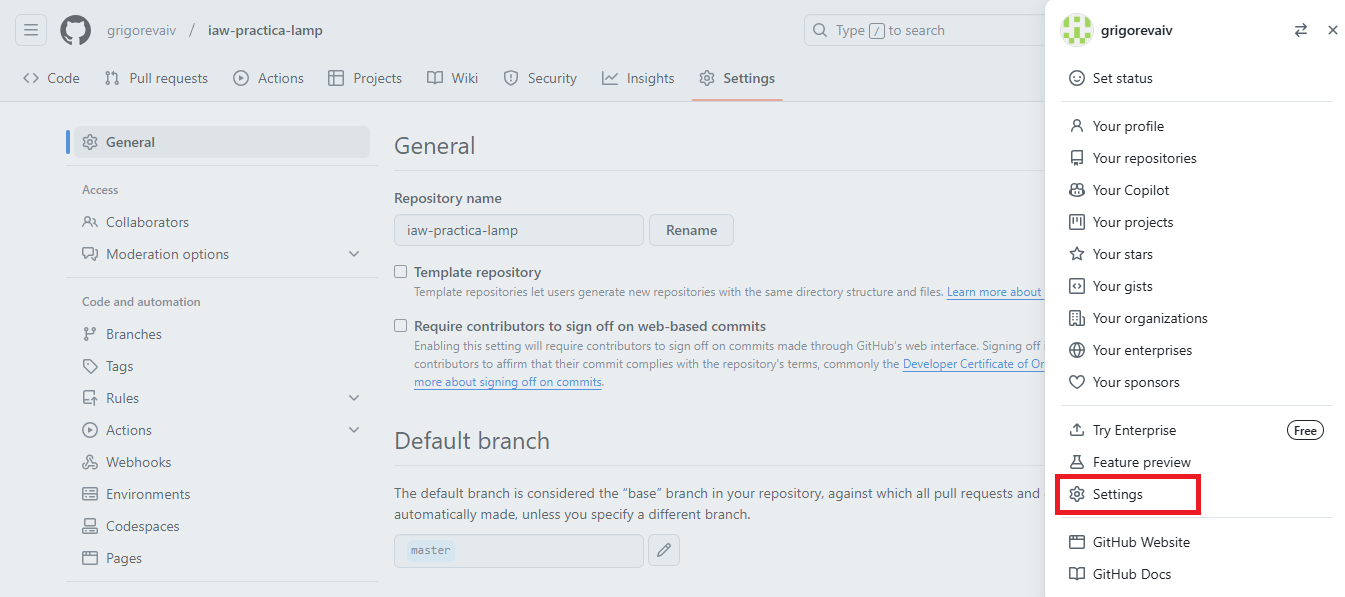 grigorevaiv / iaw-practica-lamp
Type / to search
Code
Pull requests
Actions
Projects
Wiki
Security
Insights
Settings
General
Access
Collaborators
Moderation options
Code and automation
Branches
Tags
Rules
Actions
Webhooks
Environments
Codespaces
Pages
General
Repository name
iaw-practica-lamp
Rename
Template repository
Template repositories let users generate new repositories with the same directory structure and files. Learn more about
Require contributors to sign off on web-based commits
Enabling this setting will require contributors to sign off on commits made through GitHub's web interface. Signing off
contributors to affirm that their commit complies with the repository's terms, commonly the Developer Certificate of Or
more about signing off on commits.
Default branch
The default branch is considered the “base” branch in your repository, against which all pull requests and
automatically made, unless you specify a different branch.
master
grigorevaiv
Set status
Your profile
Your repositories
Your Copilot
Your projects
Your stars
Your gists
Your organizations
Your enterprises
Your sponsors
Try Enterprise
Free
Feature preview
Settings
GitHub Website
GitHub Docs